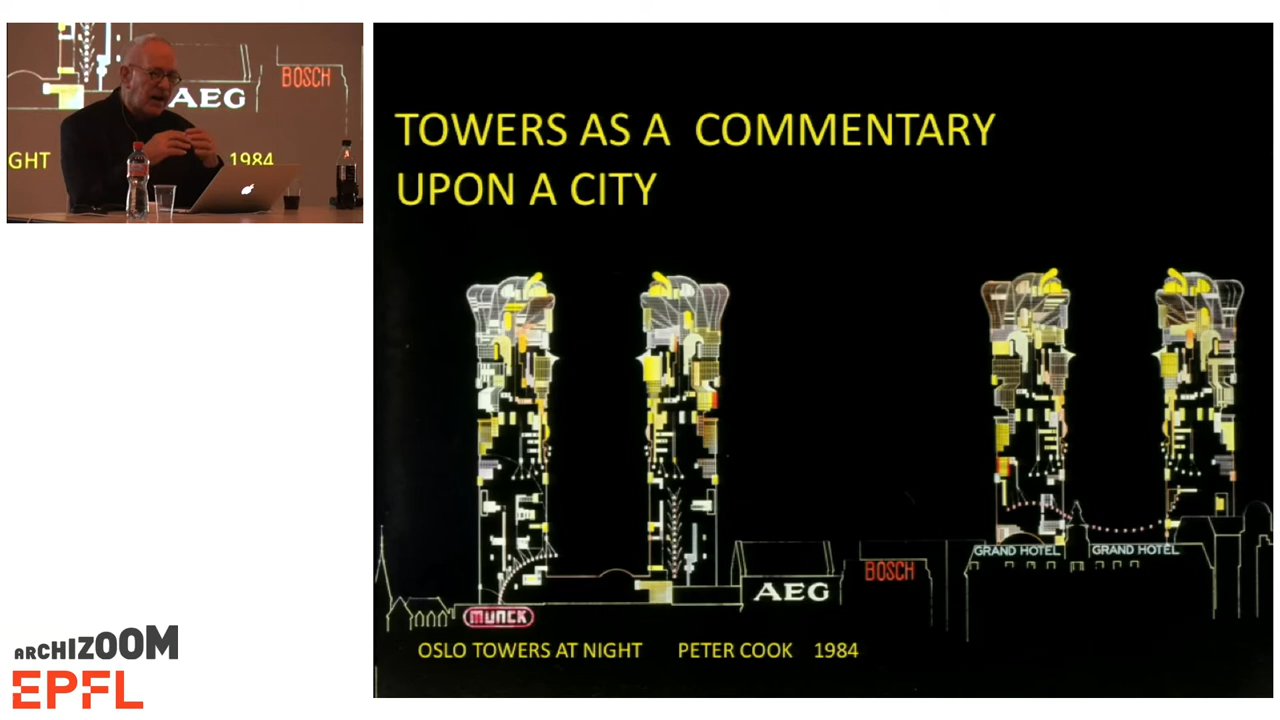 BOSCH
AEG
IGHT
1984
TOWERS AS A COMMENTARY
UPON A CITY
GRAND HOTEL GRAND HOTEL
BOSCH
AEG
MUNCK
OSLO TOWERS AT NIGHT PETER COOK 1984
ARCHIZOOM
EPFL